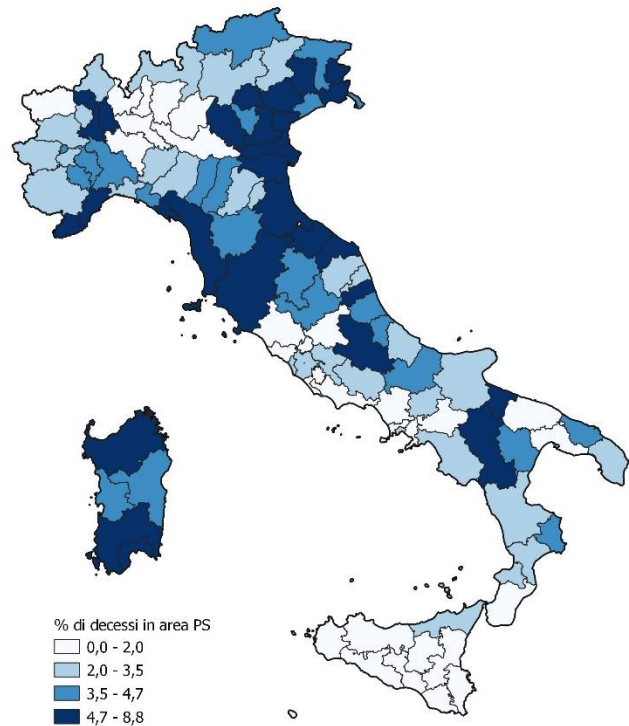 % di decessi in area PS
0,0 - 2,0
2,0 - 3,5
3,5 - 4,7
4,7 - 8,8